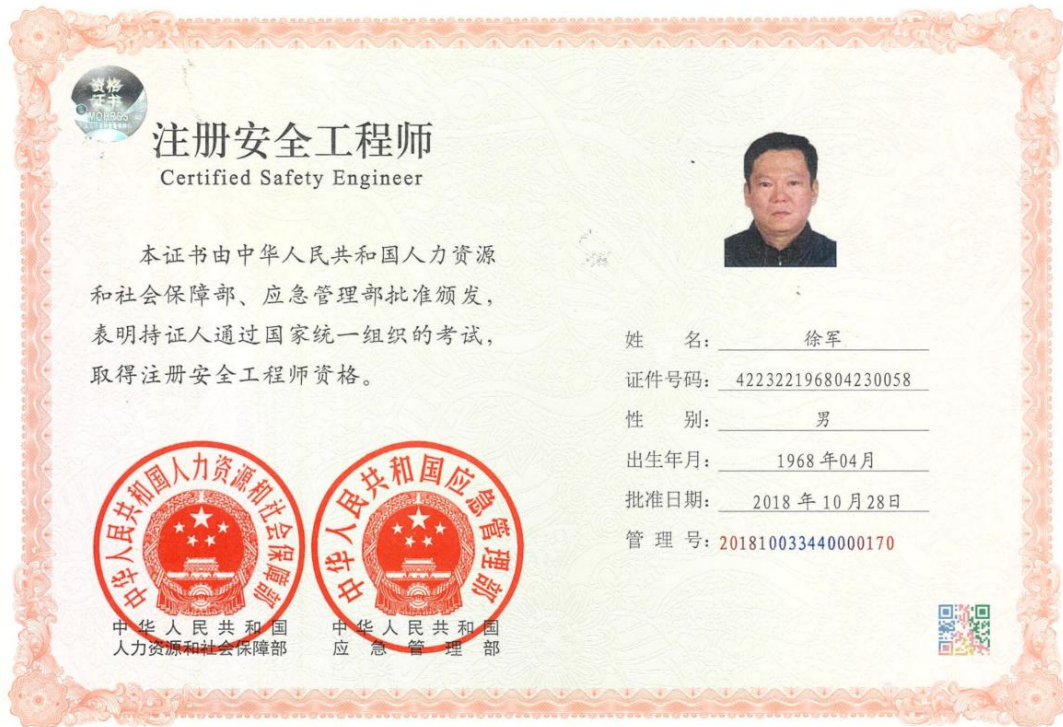 资格
证书
MOHRSS
注册安全工程师
Certified Safety Engineer
本证书由中华人民共和国人力资源
和社会保障部、应急管理部批准颁发，
表明持证人通过国家统一组织的考试，
取得注册安全工程师资格。
中华人民共和国人力资源和社会保障部
中华人民共和国应急管理部
中华人民共和国
人力资源和社会保障部
中华人民共和国
应急管理部
姓 名：徐军
证件号码：422322196804230058
性 别：男
出生年月：1968年04月
批准日期：2018年10月28日
管理号：201810033440000170